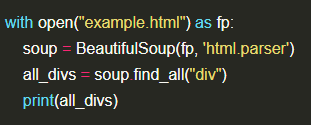 with open("example.html") as fp:
    soup = BeautifulSoup(fp, 'html.parser')
    all_divs = soup find_all("div")
    print(all_divs)